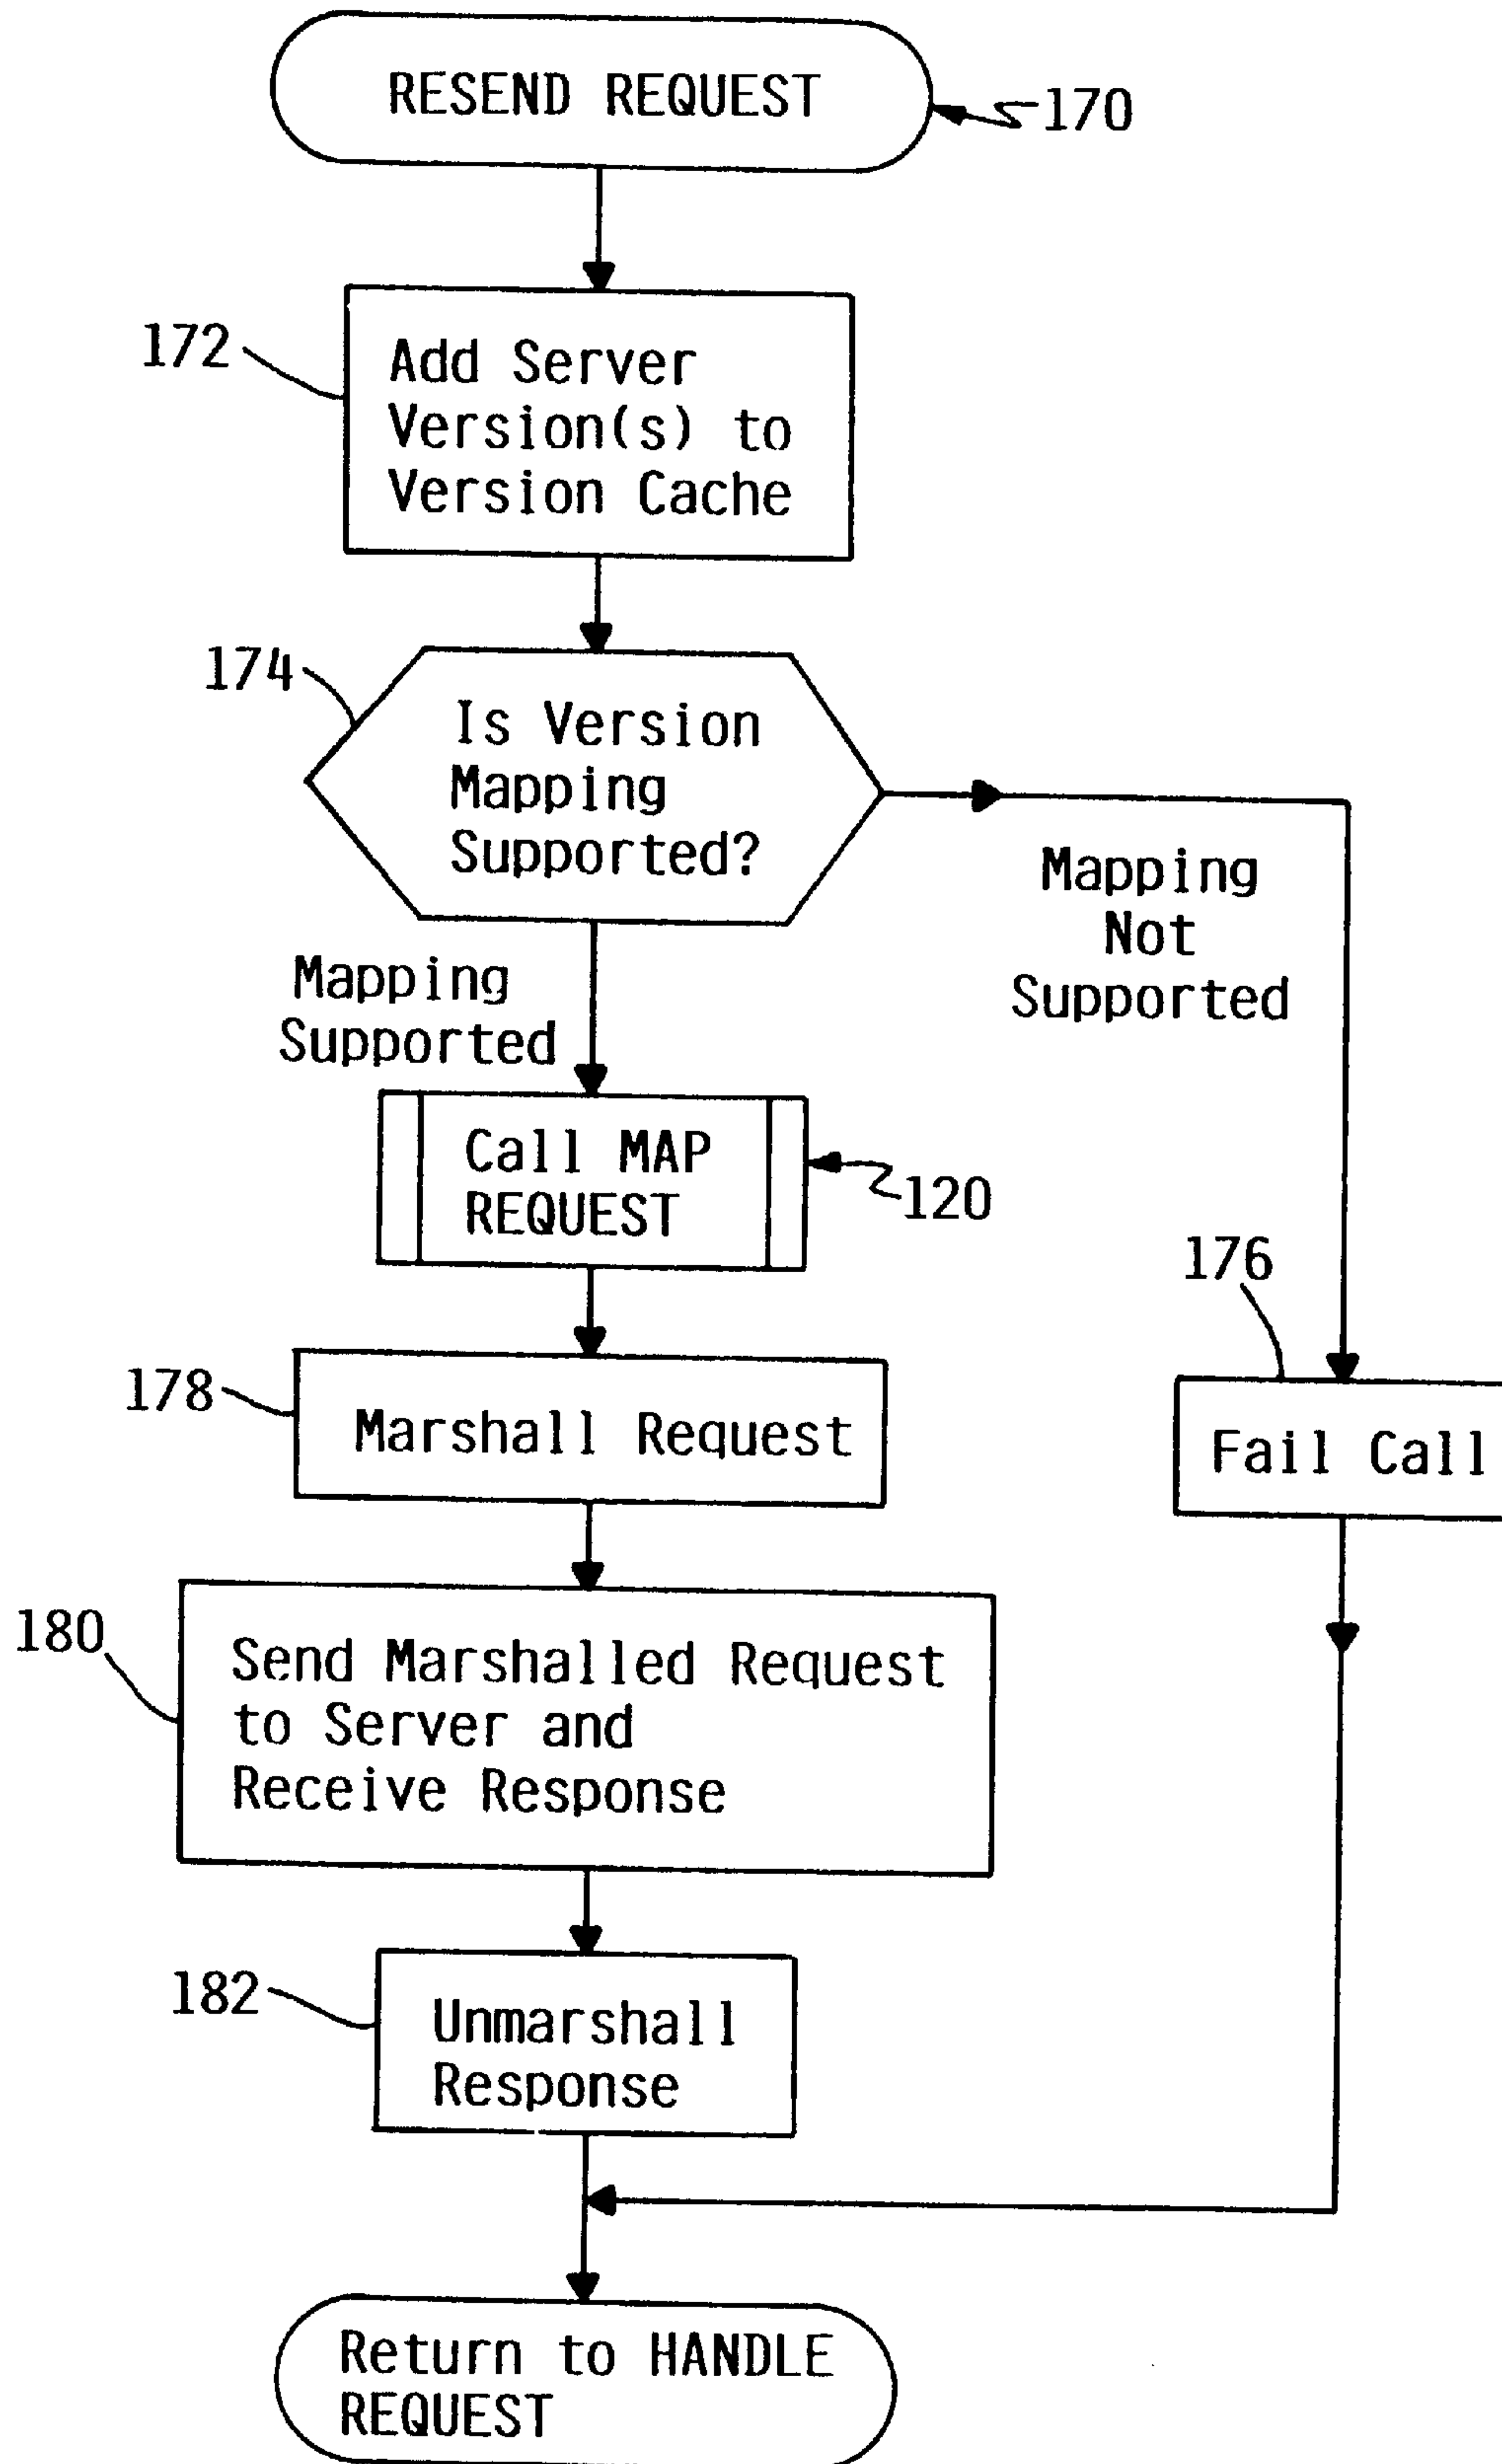 RESEND REQUEST
170
172
Add Server
Version(s) to
Version Cache
174
Is Version
Mapping
Supported?
Mapping
Not
Supported
Mapping
Supported
Call MAP
REQUEST
120
176
178
Marshall Request
Fail Call
180
Send Marshalled Request
to Server and
Receive Response
182
Unmarshall
Response
Return to HANDLE
REQUEST